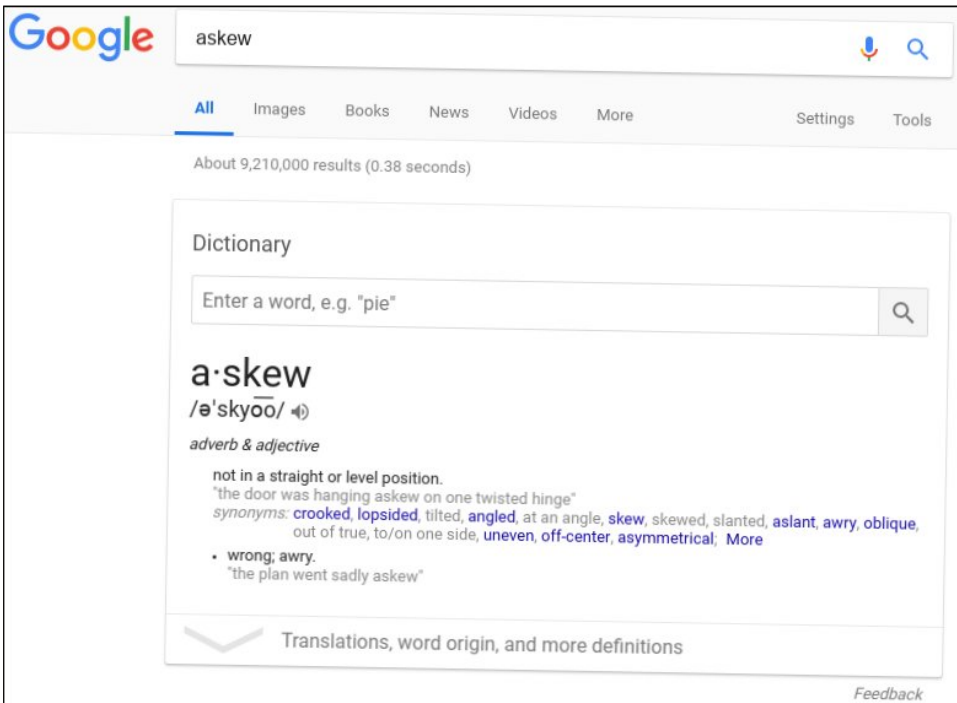 Google
askew
All Images Books News Videos More Settings Tools
About 9,210,000 results (0.38 seconds)
Dictionary
Enter a word, e.g. "pie"
a·skew
/əˈskyo͞o/
adverb & adjective
not in a straight or level position.
"the door was hanging askew on one twisted hinge"
synonyms: crooked, lopsided, tilted, angled, at an angle, skew, skewed, slanted, aslant, awry, oblique,
out of true, to/on one side, uneven, off-center, asymmetrical; More
• wrong; awry.
"the plan went sadly askew"
Translations, word origin, and more definitions
Feedback